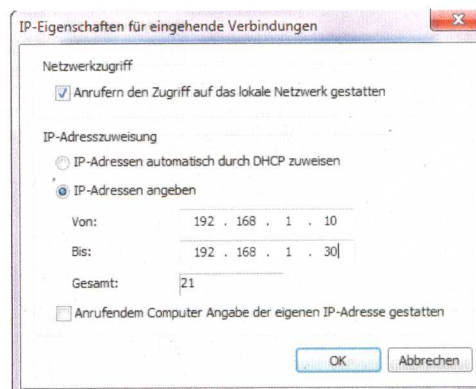 IP-Eigenschaften für eingehende Verbindungen
Netzwerkzugriff
Anrufern den Zugriff auf das lokale Netzwerk gestatten
IP-Adresszuweisung
IP-Adressen automatisch durch DHCP zuweisen
IP-Adressen angeben
Von: 192 . 168 . 1 . 10
Bis: 192 . 168 . 1 . 30
Gesamt: 21
Anrufendem Computer Angabe der eigenen IP-Adresse gestatten
OK Abbrechen